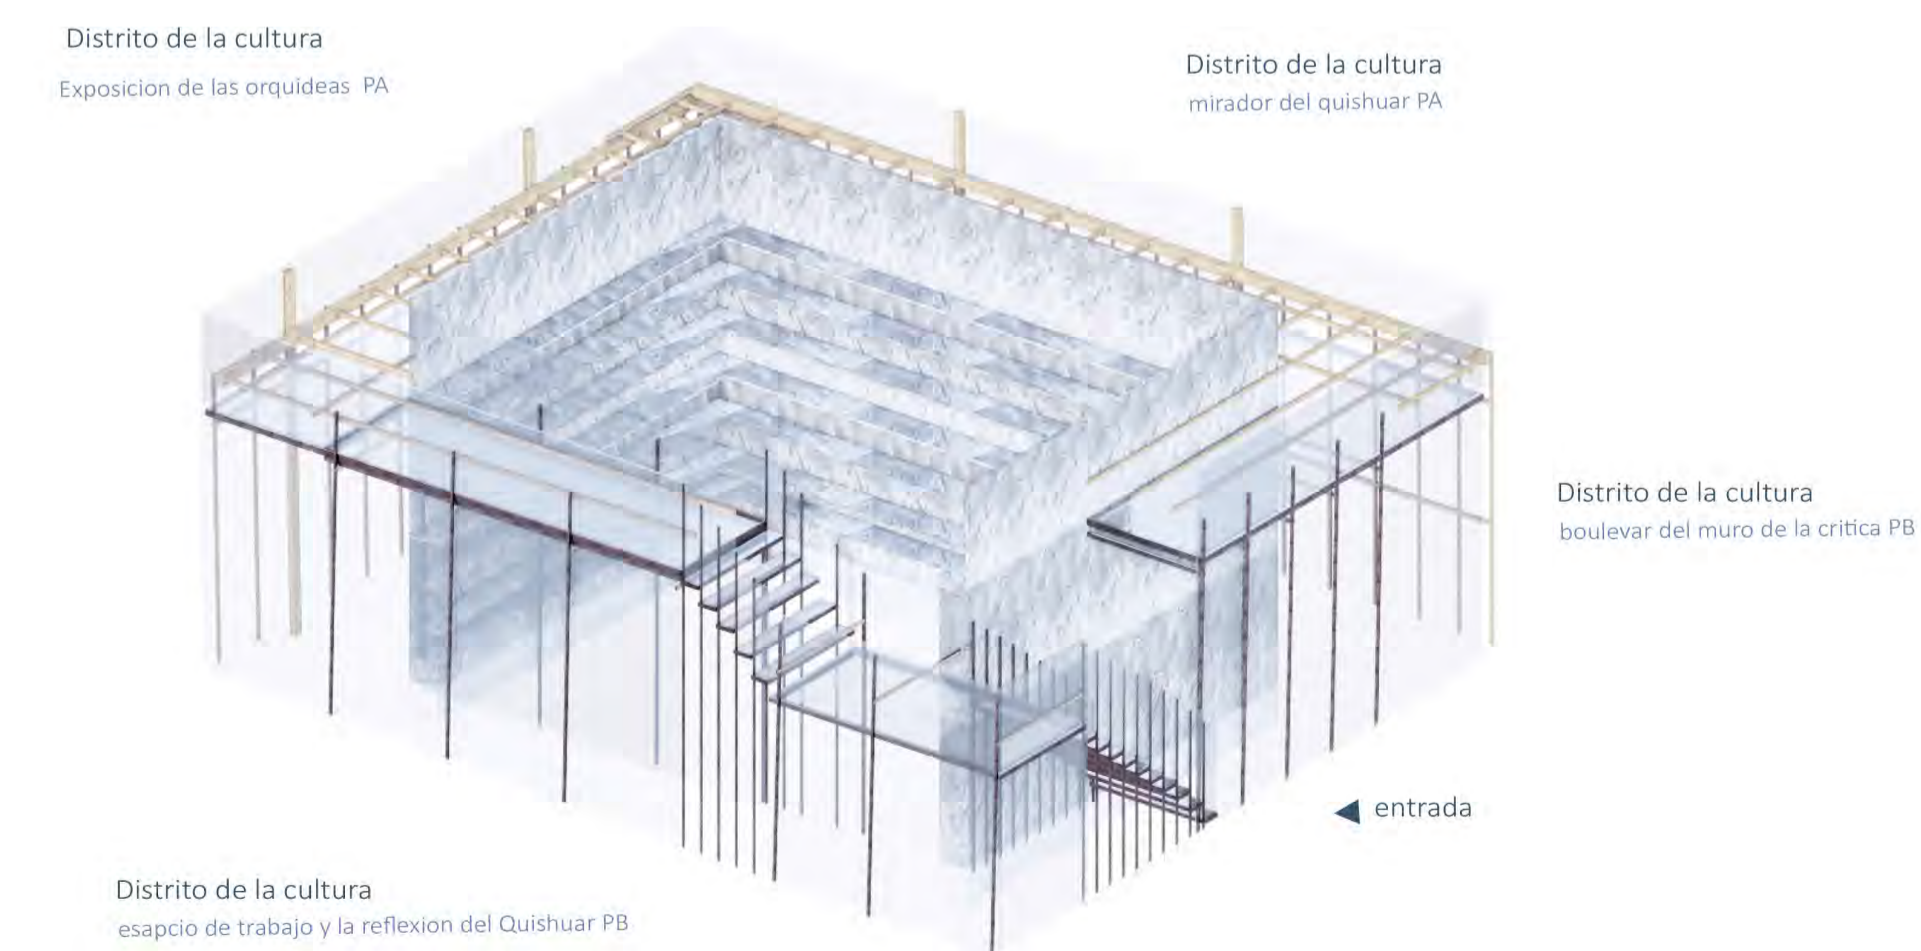 Distrito de la cultura
Exposicion de las orquideas PA
Distrito de la cultura
mirador del quishuar PA
Distrito de la cultura
boulevar del muro de la critica PB
entrada
Distrito de la cultura
esapcio de trabajo y la reflexion del Quishuar PB